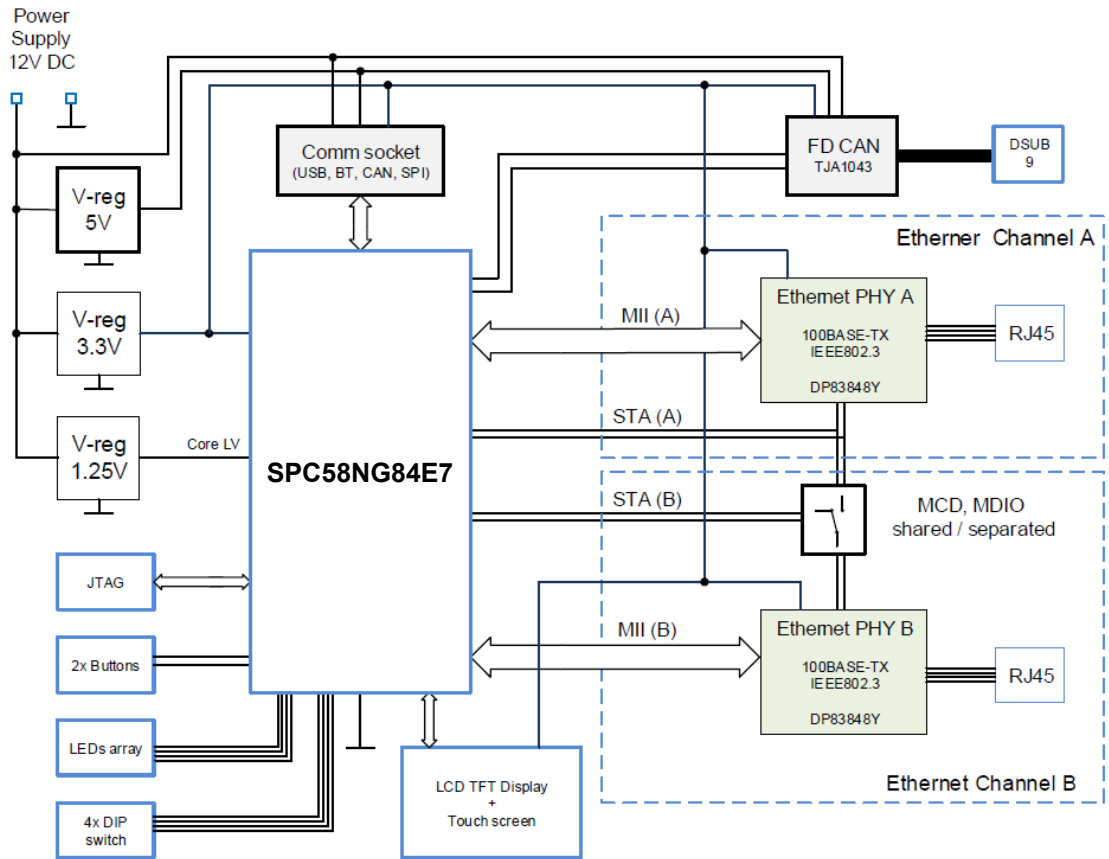 Power
Supply
12V DC
V-reg
5V
V-reg
3.3V
V-reg
1.25V
Core LV
Comm socket
(USB, BT, CAN, SPI)
FD CAN
TJA1043
DSUB
9
SPC58NG84E7
Etherner Channel A
MII (A)
Ethernet PHY A
100BASE-TX
IEEE802.3
DP83848Y
RJ45
STA (A)
STA (B)
MCD, MDIO
shared / separated
MII (B)
Ethernet PHY B
100BASE-TX
IEEE802.3
DP83848Y
RJ45
Ethernet Channel B
JTAG
2x Buttons
LEDs array
4x DIP
switch
LCD TFT Display
+
Touch screen